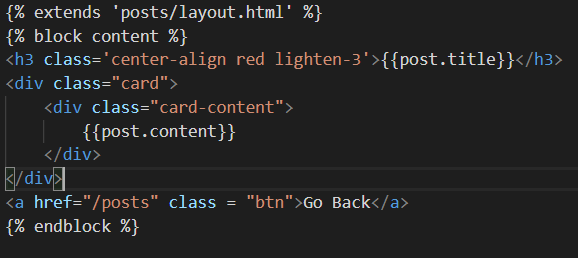 {% extends 'posts/layout.html' %}
{% block content %}
<h3 class='center-align red lighten-3'>{{post.title}}</h3>
<div class="card">
    <div class="card-content">
        {{post.content}}
    </div>
</div>
<a href="/posts" class = "btn">Go Back</a>
{% endblock %}